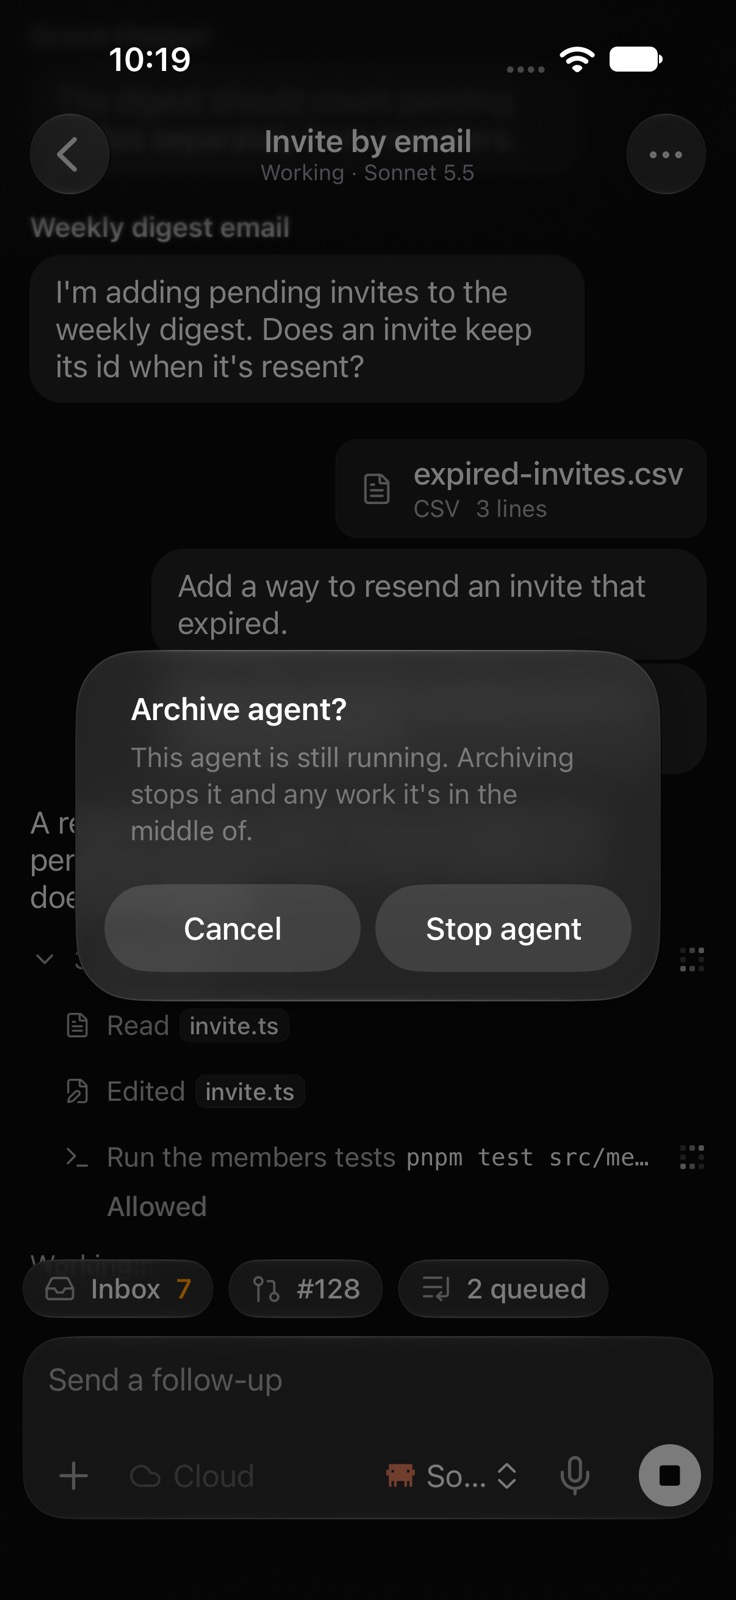 10:19
Invite by email
Working · Sonnet 5.5
Weekly digest email
I'm adding pending invites to the
weekly digest. Does an invite keep
its id when it's resent?
expired-invites.csv
CSV 3 lines
Add a way to resend an invite that
expired.
Archive agent?
This agent is still running. Archiving
stops it and any work it's in the
middle of.
Cancel
Stop agent
A re
per
doe
Read invite.ts
Edited invite.ts
Run the members tests pnpm test src/me…
Allowed
Working
Inbox 7
#128
2 queued
Send a follow-up
Cloud
So...